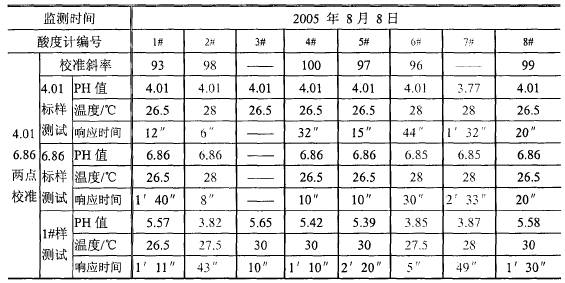 监测时间 2005 年 8 月 8 日
酸度计编号 1# 2# 3# 4# 5# 6# 7# 8#
4.01 6.86 两点校准 校准斜率 93 98 —— 100 97 96 —— 99
4.01 标样测试 PH 值 4.01 4.01 4.01 4.01 4.01 4.01 3.77 4.01
温度/℃ 26.5 28 26.5 26.5 26.5 28 28 26.5
响应时间 12″ 6″ —— 32″ 15″ 44″ 1′ 32″ 20″
6.86 标样测试 PH 值 6.86 6.86 —— 6.86 6.86 6.85 6.85 6.86
温度/℃ 26.5 28 —— 26.5 26.5 28 28 26.5
响应时间 1′ 40″ 8″ —— 10″ 10″ 30″ 2′ 33″ 20″
1#样测试 PH 值 5.57 3.82 5.65 5.42 5.39 3.85 3.87 5.58
温度/℃ 26.5 27.5 30 30 30 27.5 28 30
响应时间 1′ 11″ 43″ 10″ 1′ 10″ 2′ 20″ 5″ 49″ 1′ 30″